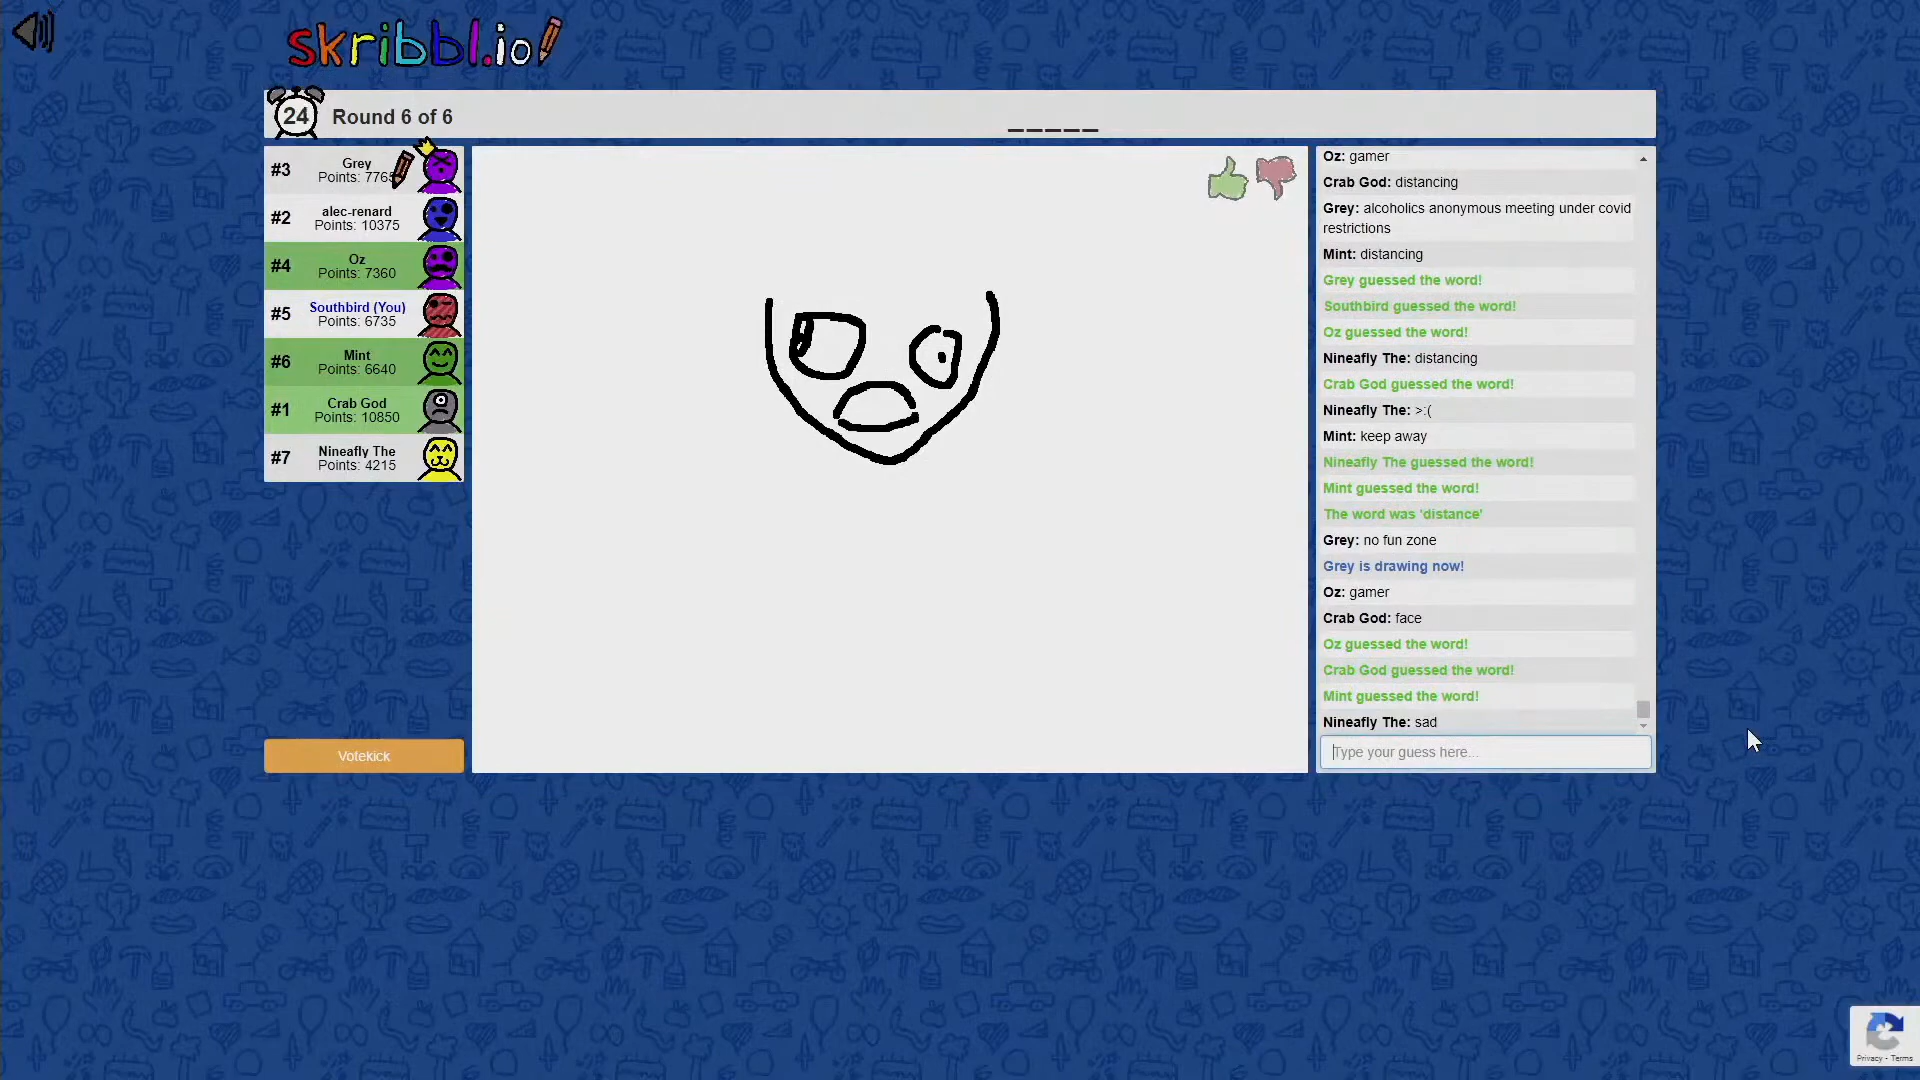 skribbl.io
24
Round 6 of 6
_____
#3
Grey
Points: 7765
#2
alec-renard
Points: 10375
#4
Oz
Points: 7360
#5
Southbird (You)
Points: 6735
#6
Mint
Points: 6640
#1
Crab God
Points: 10850
#7
Nineafly The
Points: 4215
Votekick
Oz: gamer
Crab God: distancing
Grey: alcoholics anonymous meeting under covid
restrictions
Mint: distancing
Grey guessed the word!
Southbird guessed the word!
Oz guessed the word!
Nineafly The: distancing
Crab God guessed the word!
Nineafly The: >:(
Mint: keep away
Nineafly The guessed the word!
Mint guessed the word!
The word was 'distance'
Grey: no fun zone
Grey is drawing now!
Oz: gamer
Crab God: face
Oz guessed the word!
Crab God guessed the word!
Mint guessed the word!
Nineafly The: sad
Type your guess here...
Privacy - Terms